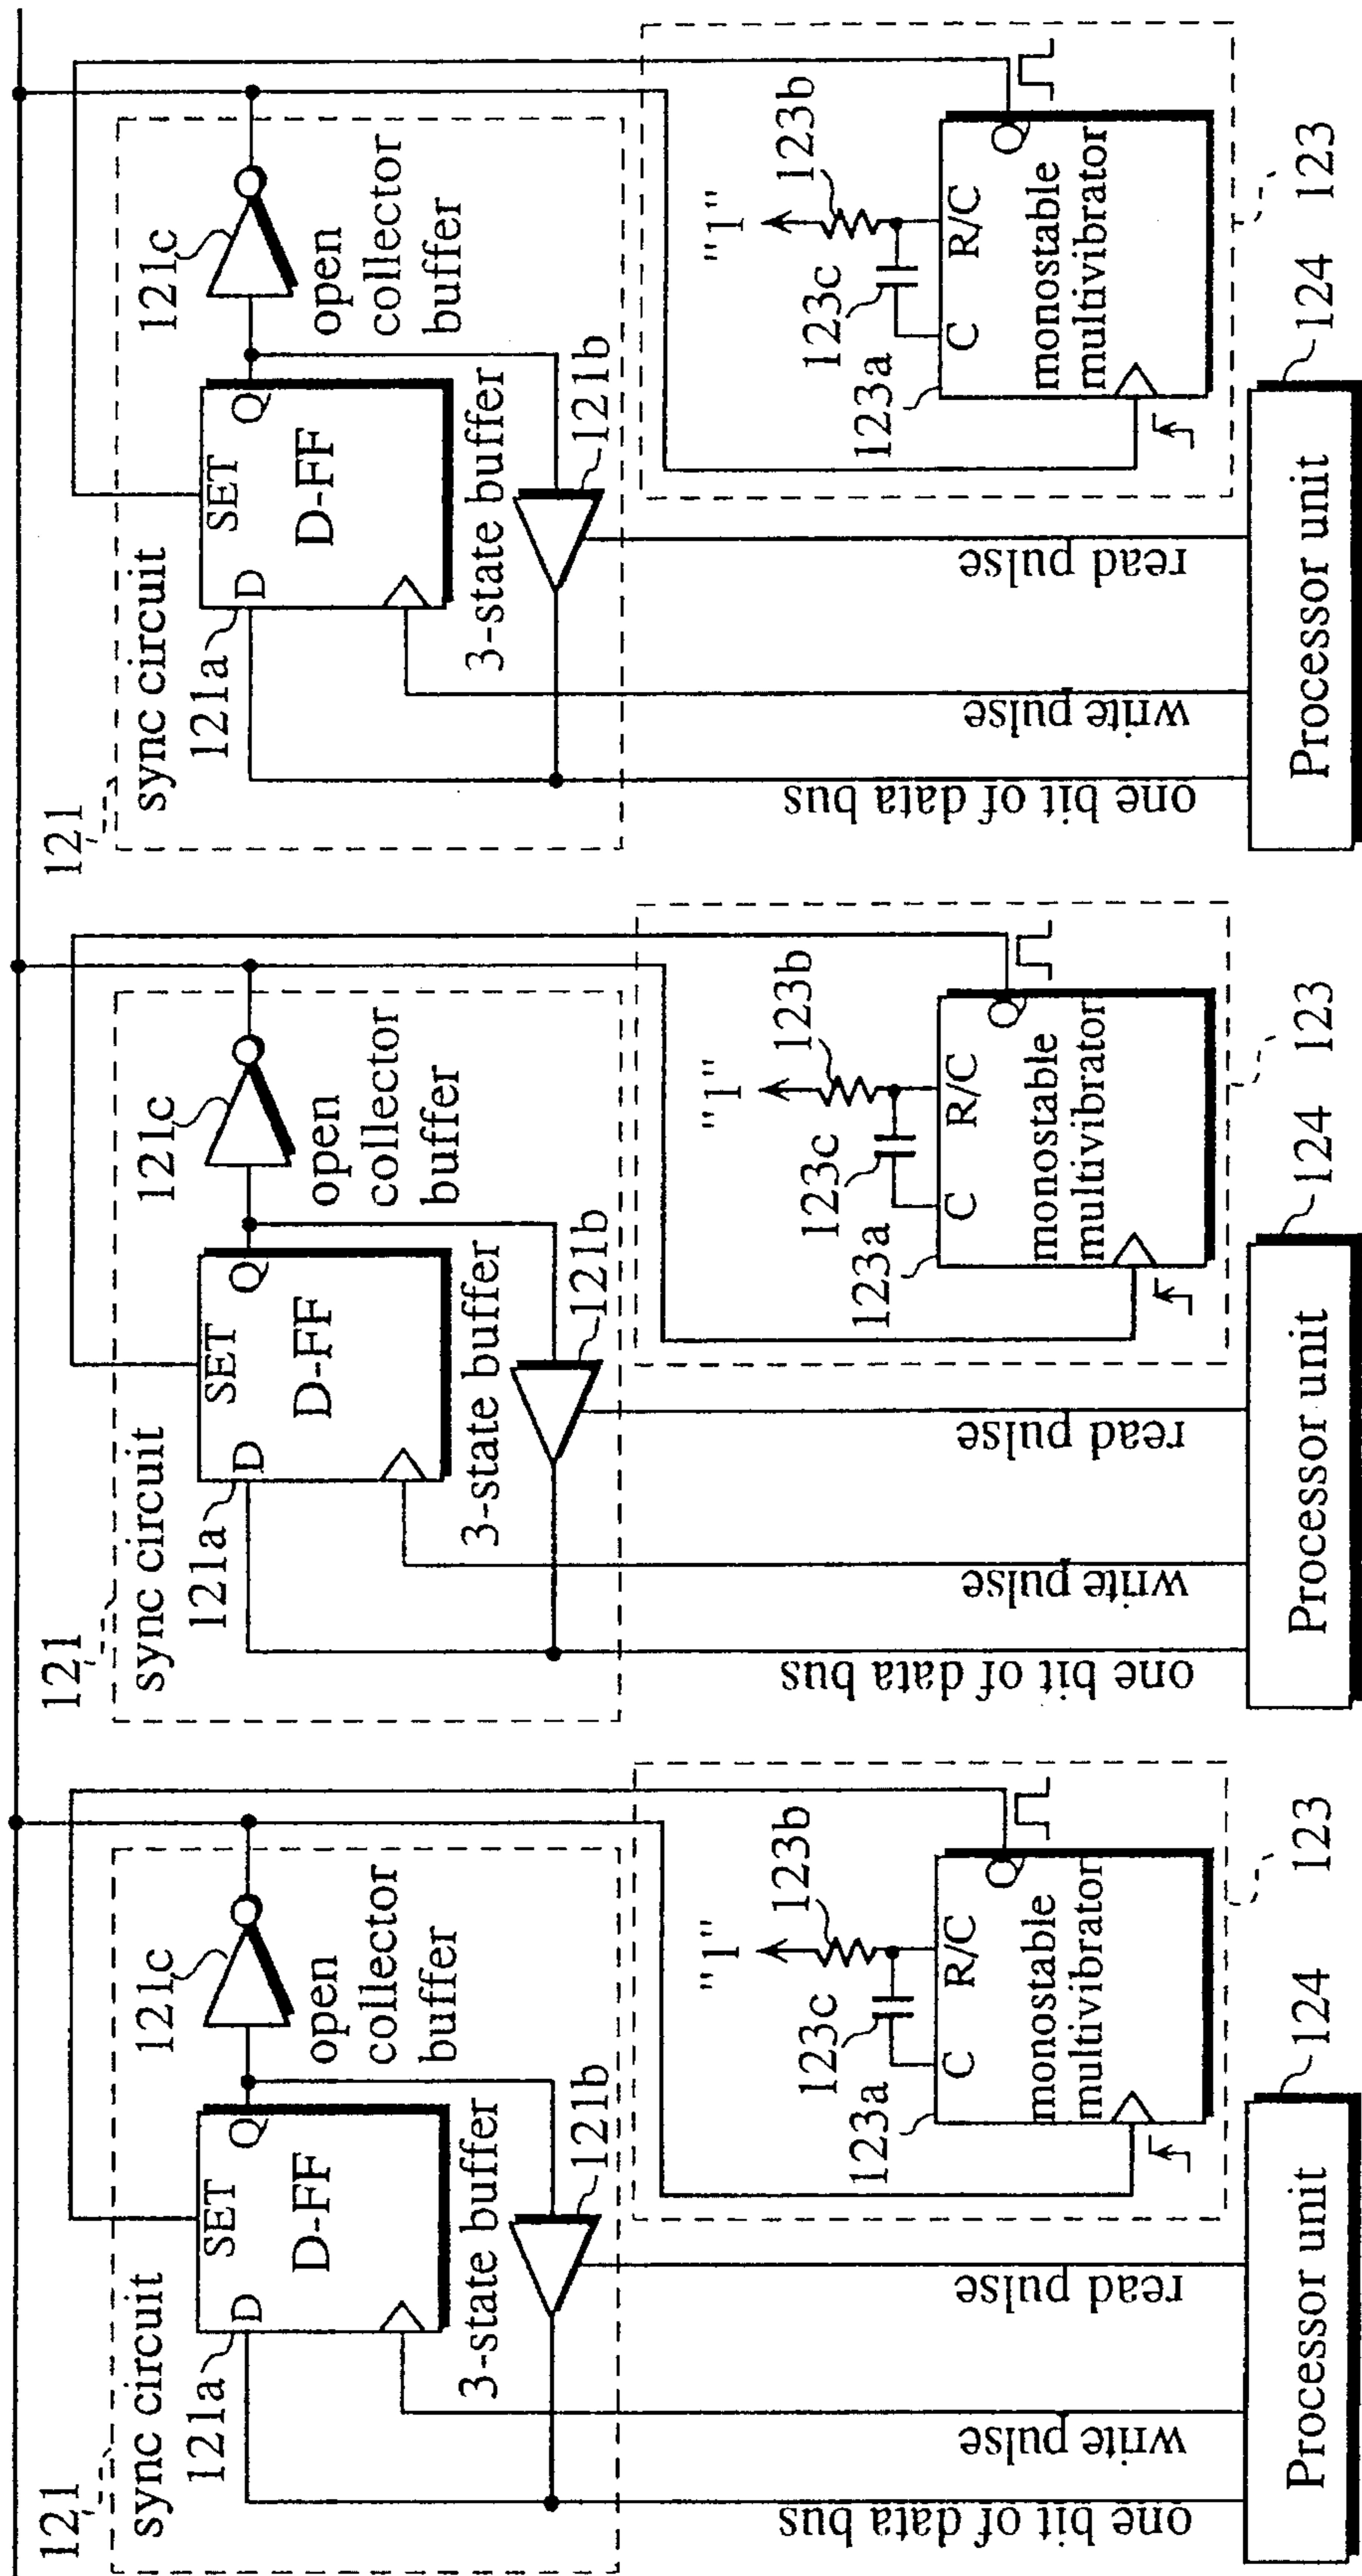 121
sync circuit
121a
D
SET
Q
D-FF
121c
open
collector
buffer
3-state buffer
121b
"1"
123b
123c
123a
C
R/C
Q
monostable
multivibrator
123
one bit of data bus
write pulse
read pulse
Processor unit
124
121
sync circuit
121a
D
SET
Q
D-FF
121c
open
collector
buffer
3-state buffer
121b
"1"
123b
123c
123a
C
R/C
Q
monostable
multivibrator
123
one bit of data bus
write pulse
read pulse
Processor unit
124
121
sync circuit
121a
D
SET
Q
D-FF
121c
open
collector
buffer
3-state buffer
121b
"1"
123b
123c
123a
C
R/C
Q
monostable
multivibrator
123
one bit of data bus
write pulse
read pulse
Processor unit
124